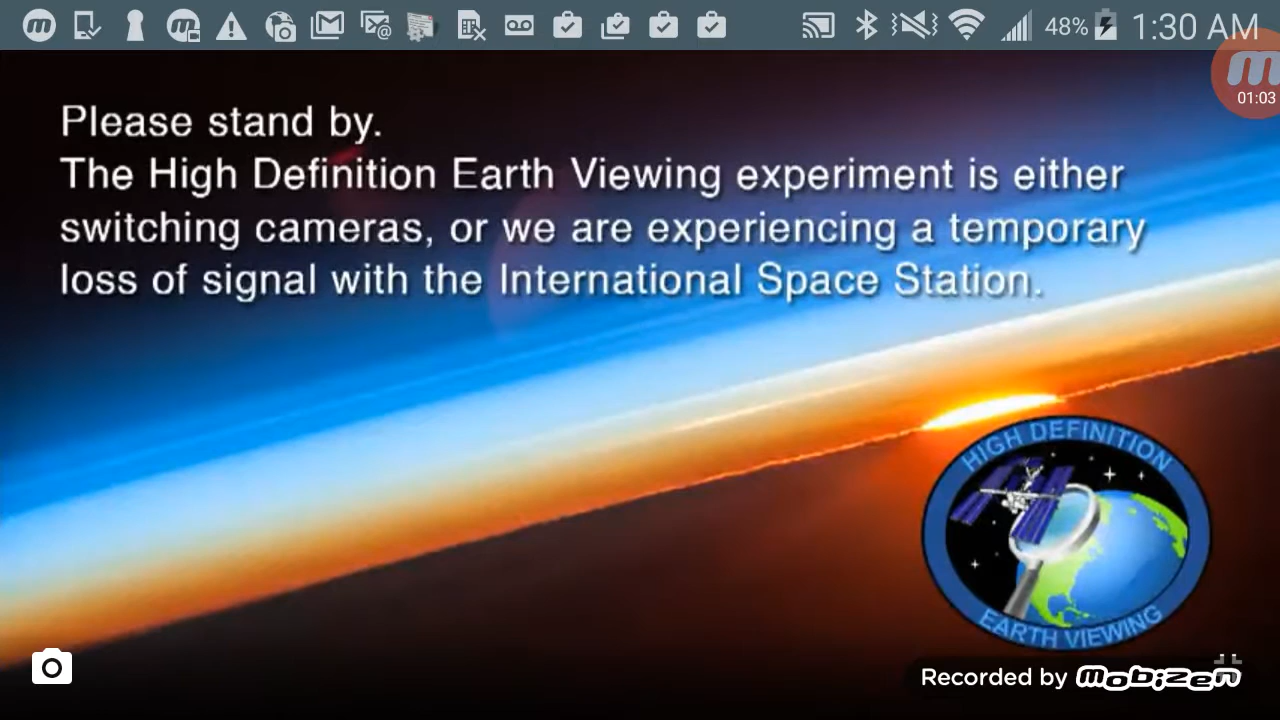 48% 1:30 AM
01:03
Please stand by.
The High Definition Earth Viewing experiment is either
switching cameras, or we are experiencing a temporary
loss of signal with the International Space Station.
HIGH DEFINITION
EARTH VIEWING
Recorded by mobizen